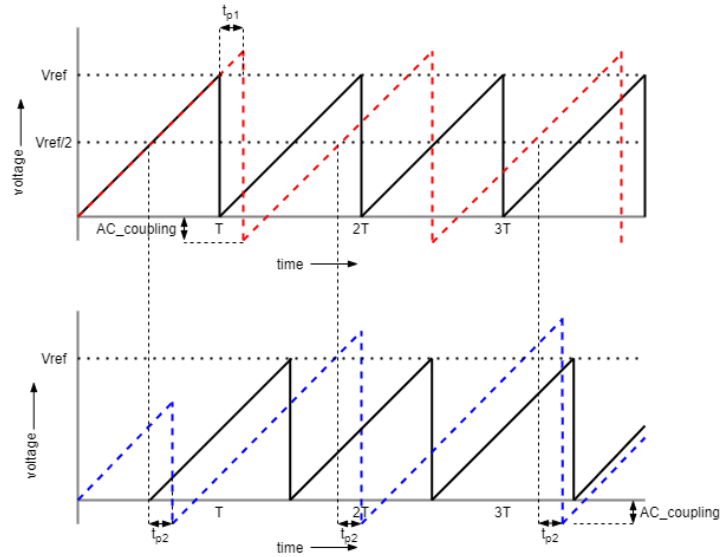 tp1
Vref
Vref/2
voltage
AC_coupling
T
2T
3T
time
Vref
voltage
T
2T
3T
AC_coupling
tp2
tp2
tp2
time